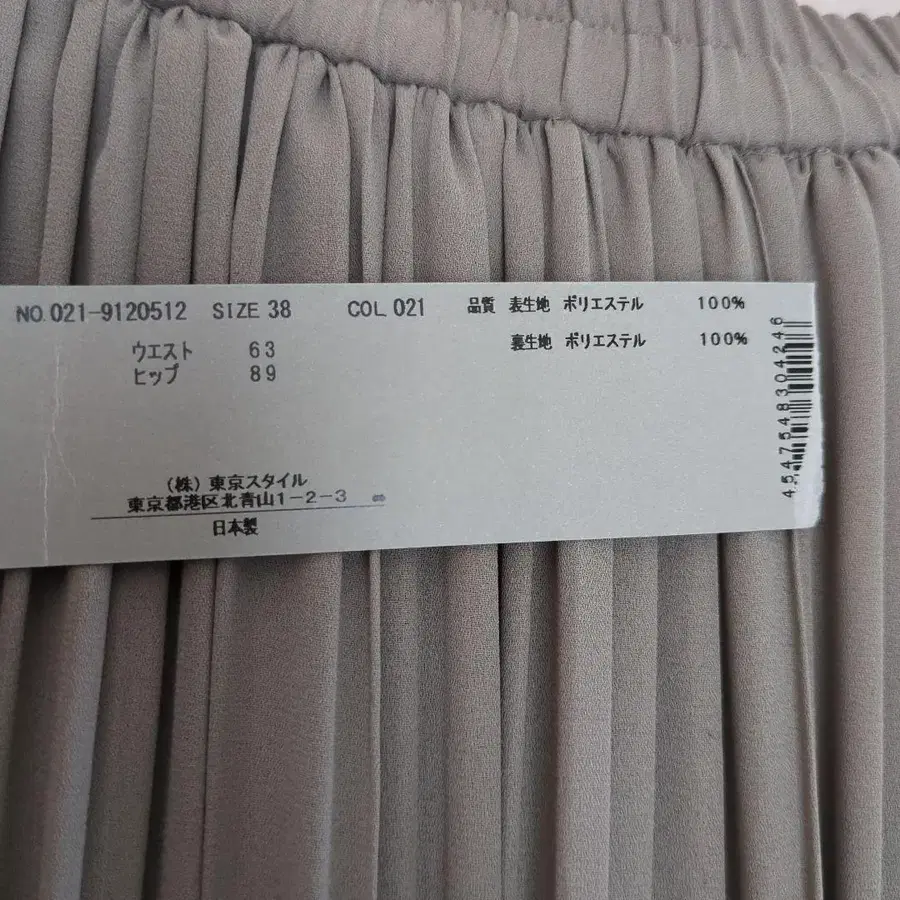 NO.021-9120512 SIZE 38 COL 021 品質 表生地 ポリエステル 100%
裏生地 ポリエステル 100%
ウエスト 63
ヒップ 89
(株) 東京スタイル
東京都港区北青山1-2-3
日本製
4547548304246